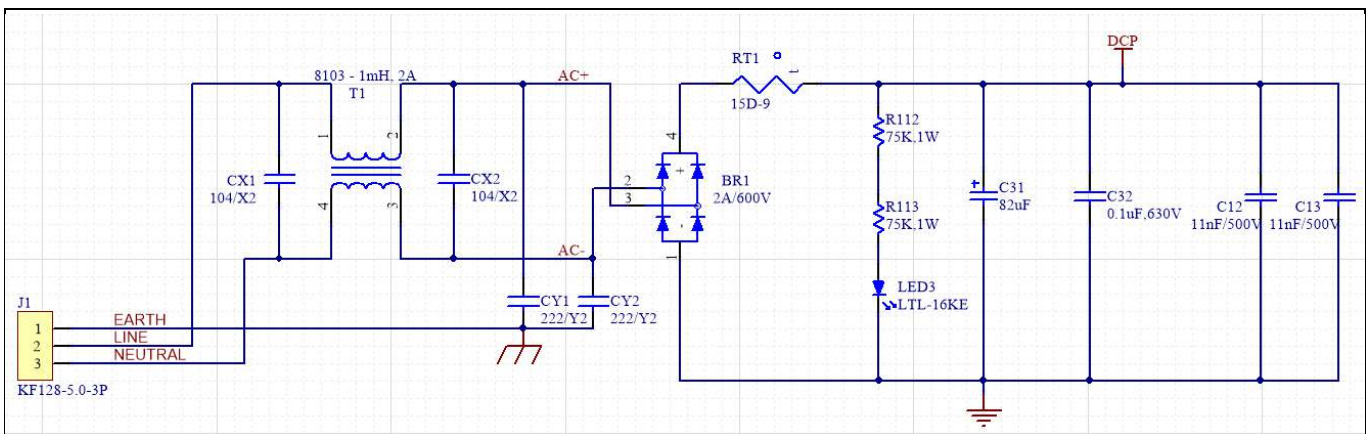 DCP
RT1
t
15D-9
8103 - 1mH, 2A
T1
AC+
1
2
4
3
CX1
104/X2
CX2
104/X2
4
2
3
+
-
1
BR1
2A/600V
R112
75K,1W
R113
75K,1W
LED3
LTL-16KE
+
C31
82uF
C32
0.1uF,630V
C12
11nF/500V
C13
11nF/500V
AC-
CY1
222/Y2
CY2
222/Y2
J1
1
2
3
EARTH
LINE
NEUTRAL
KF128-5.0-3P